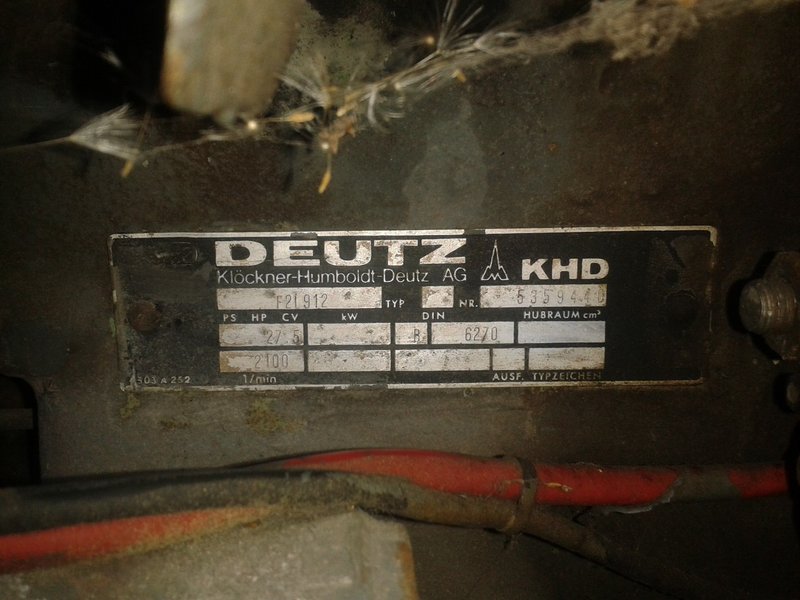 DEUTZ KHD
Klöckner-Humboldt-Deutz AG
F2L912 TYP NR.
PS HP CV kW DIN HUBRAUM cm³
27 5 B 6270
2100
1/min AUSF. TYPZEICHEN